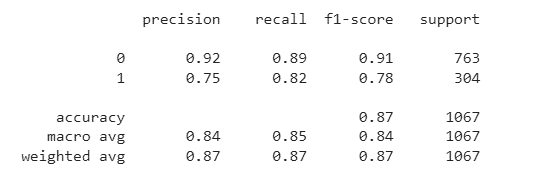 precision recall f1-score support
0 0.92 0.89 0.91 763
1 0.75 0.82 0.78 304
accuracy 0.87 1067
macro avg 0.84 0.85 0.84 1067
weighted avg 0.87 0.87 0.87 1067